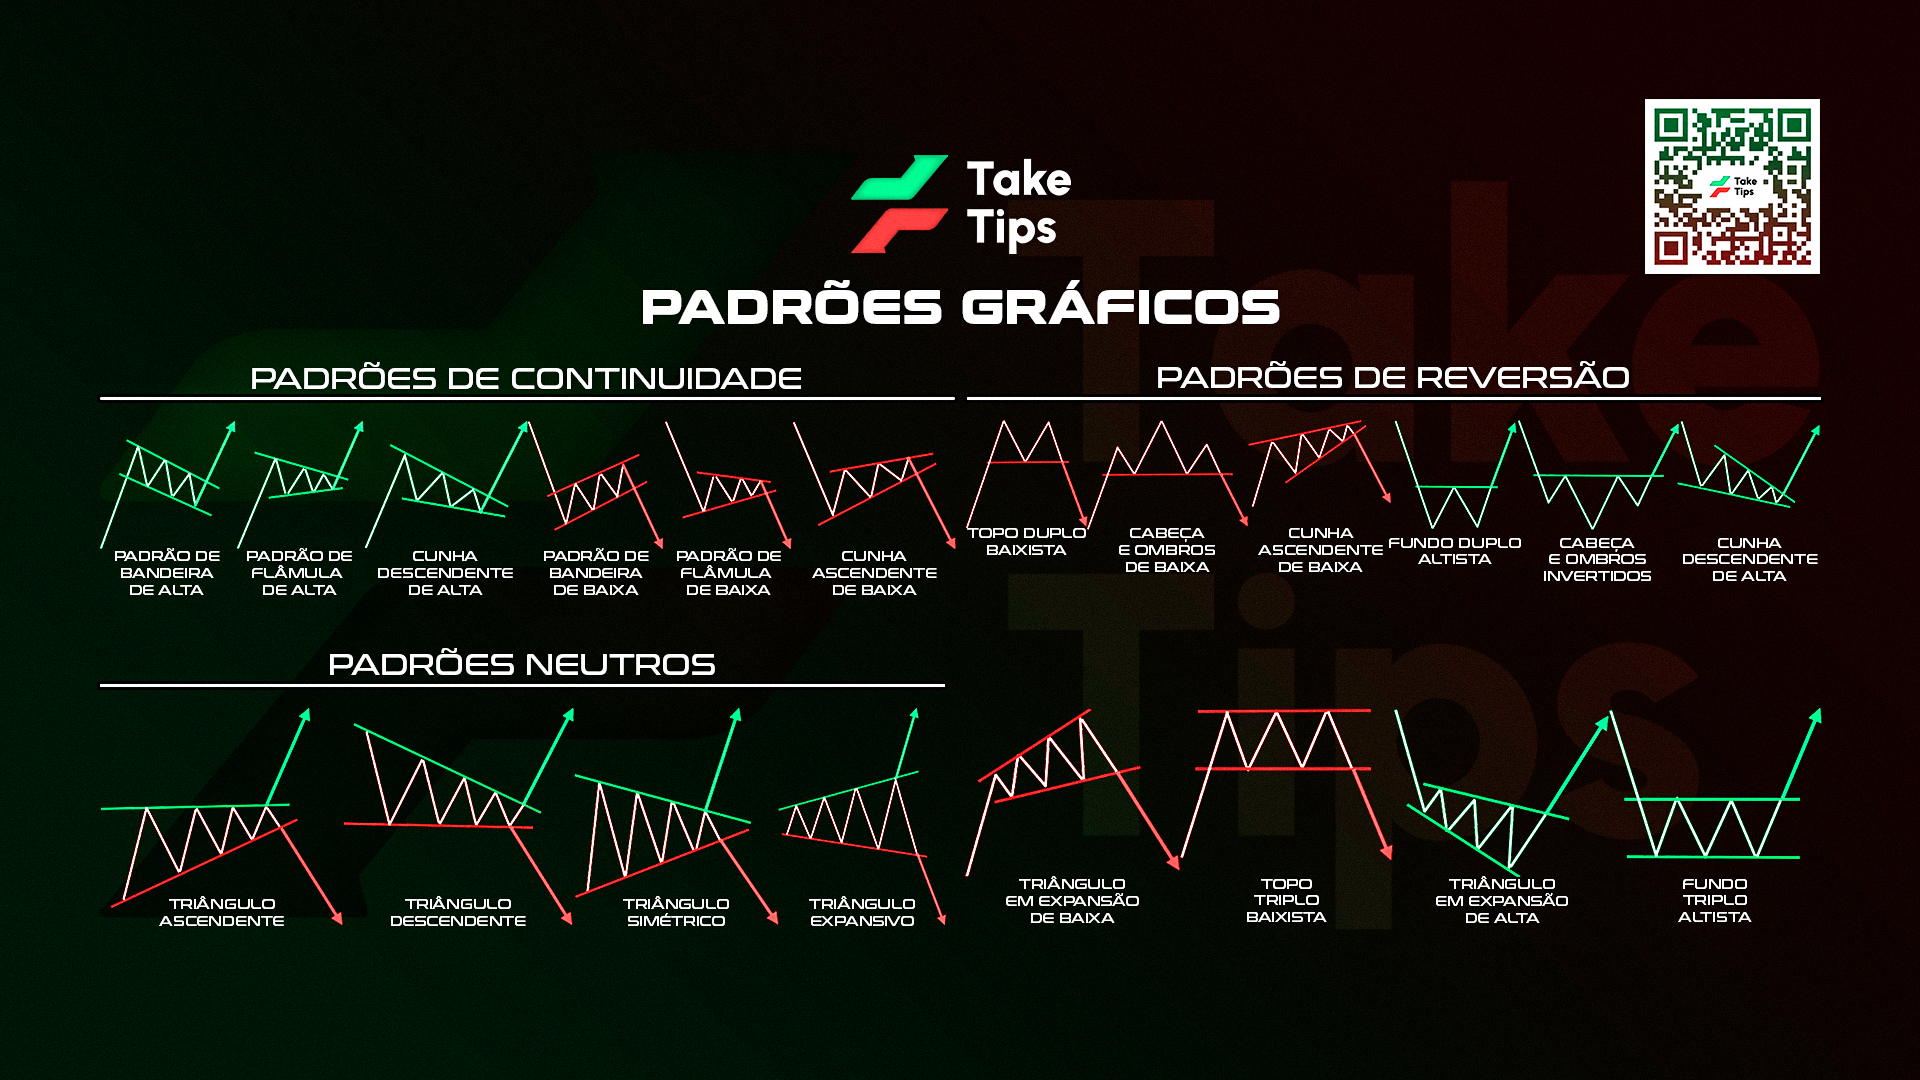 Take
Tips
Take
Tips
PADRÕES GRÁFICOS
PADRÕES DE CONTINUIDADE
PADRÃO DE
BANDEIRA
DE ALTA
PADRÃO DE
FLÂMULA
DE ALTA
CUNHA
DESCENDENTE
DE ALTA
PADRÃO DE
BANDEIRA
DE BAIXA
PADRÃO DE
FLÂMULA
DE BAIXA
CUNHA
ASCENDENTE
DE BAIXA
PADRÕES DE REVERSÃO
TOPO DUPLO
BAIXISTA
CABEÇA
E OMBROS
DE BAIXA
CUNHA
ASCENDENTE
DE BAIXA
FUNDO DUPLO
ALTISTA
CABEÇA
E OMBROS
INVERTIDOS
CUNHA
DESCENDENTE
DE ALTA
PADRÕES NEUTROS
TRIÂNGULO
ASCENDENTE
TRIÂNGULO
DESCENDENTE
TRIÂNGULO
SIMÉTRICO
TRIÂNGULO
EXPANSIVO
TRIÂNGULO
EM EXPANSÃO
DE BAIXA
TOPO
TRIPLO
BAIXISTA
TRIÂNGULO
EM EXPANSÃO
DE ALTA
FUNDO
TRIPLO
ALTISTA
Take
Tips